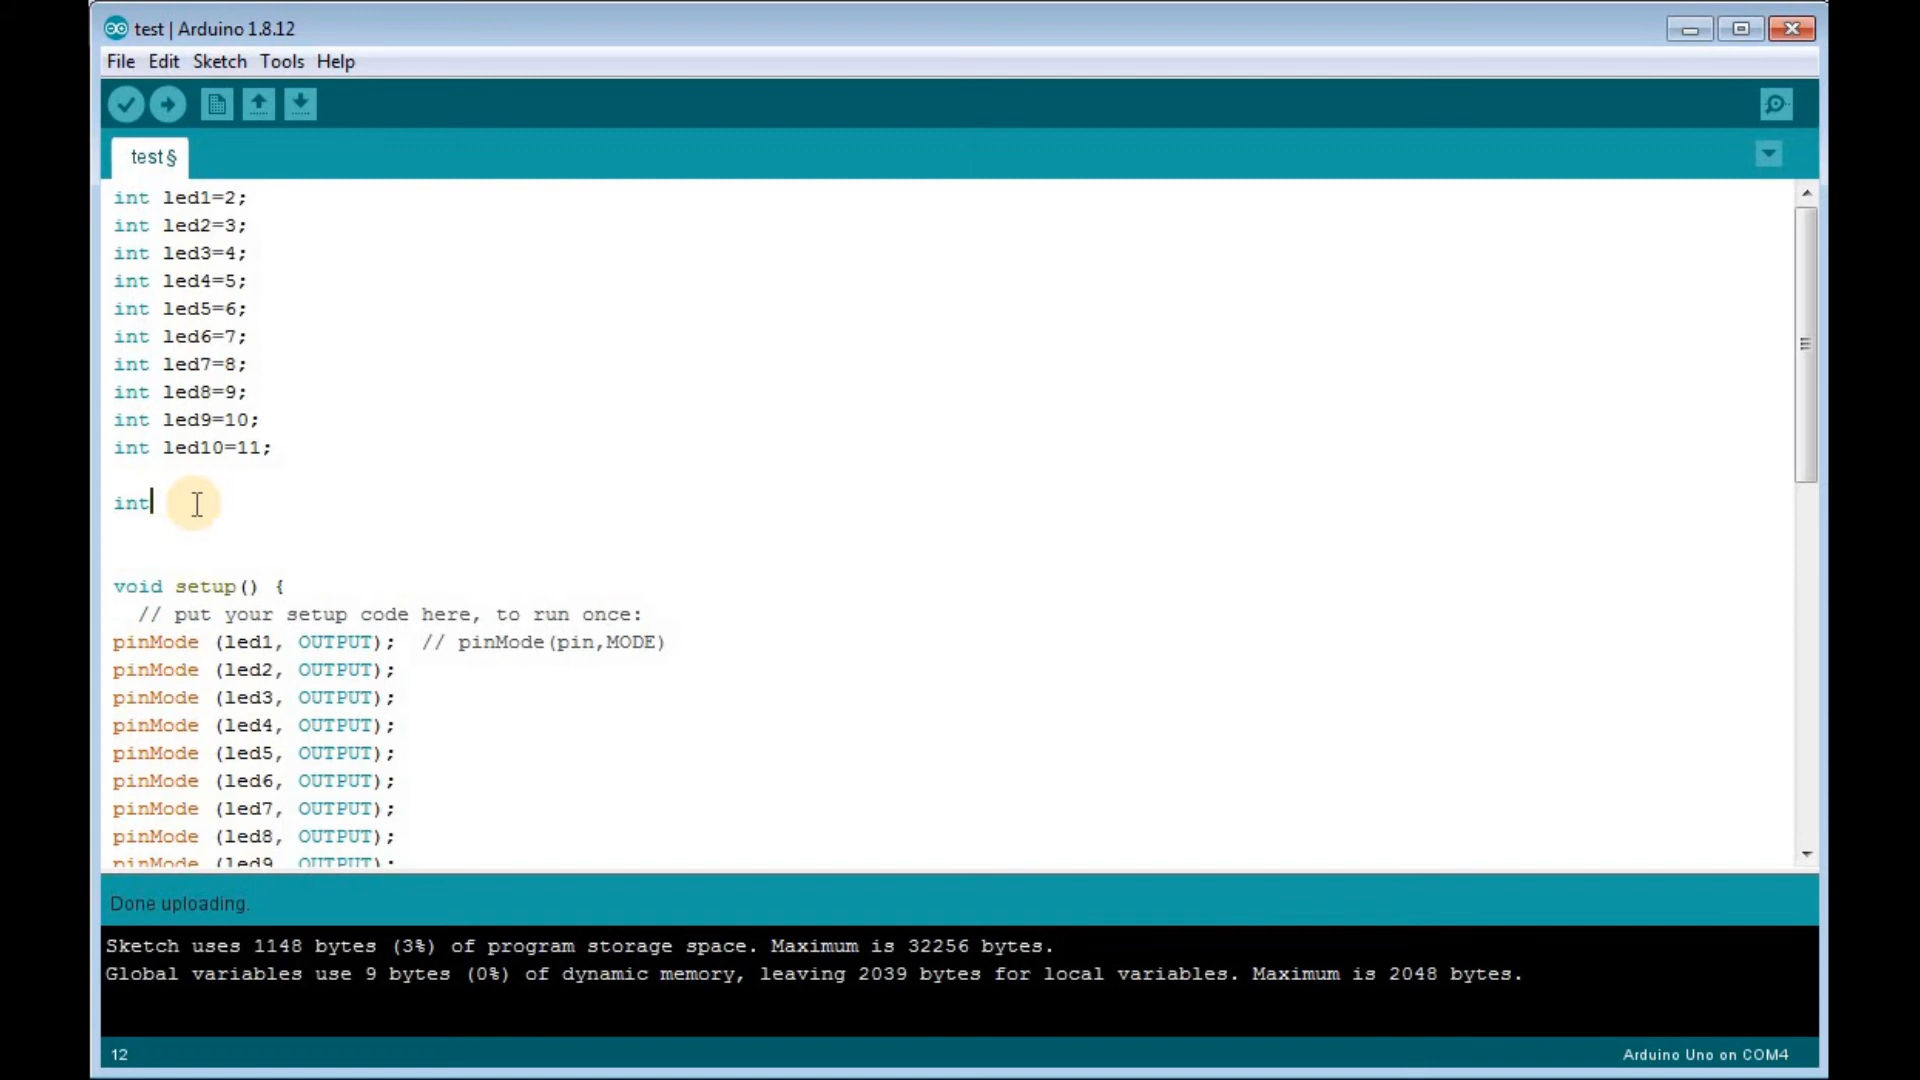 test | Arduino 1.8.12
File Edit Sketch Tools Help
test§
int led1=2;
int led2=3;
int led3=4;
int led4=5;
int led5=6;
int led6=7;
int led7=8;
int led8=9;
int led9=10;
int led10=11;
int
void setup() {
// put your setup code here, to run once:
pinMode (led1, OUTPUT); // pinMode(pin,MODE)
pinMode (led2, OUTPUT);
pinMode (led3, OUTPUT);
pinMode (led4, OUTPUT);
pinMode (led5, OUTPUT);
pinMode (led6, OUTPUT);
pinMode (led7, OUTPUT);
pinMode (led8, OUTPUT);
pinMode (led9, OUTPUT);
Done uploading.
Sketch uses 1148 bytes (3%) of program storage space. Maximum is 32256 bytes.
Global variables use 9 bytes (0%) of dynamic memory, leaving 2039 bytes for local variables. Maximum is 2048 bytes.
12
Arduino Uno on COM4